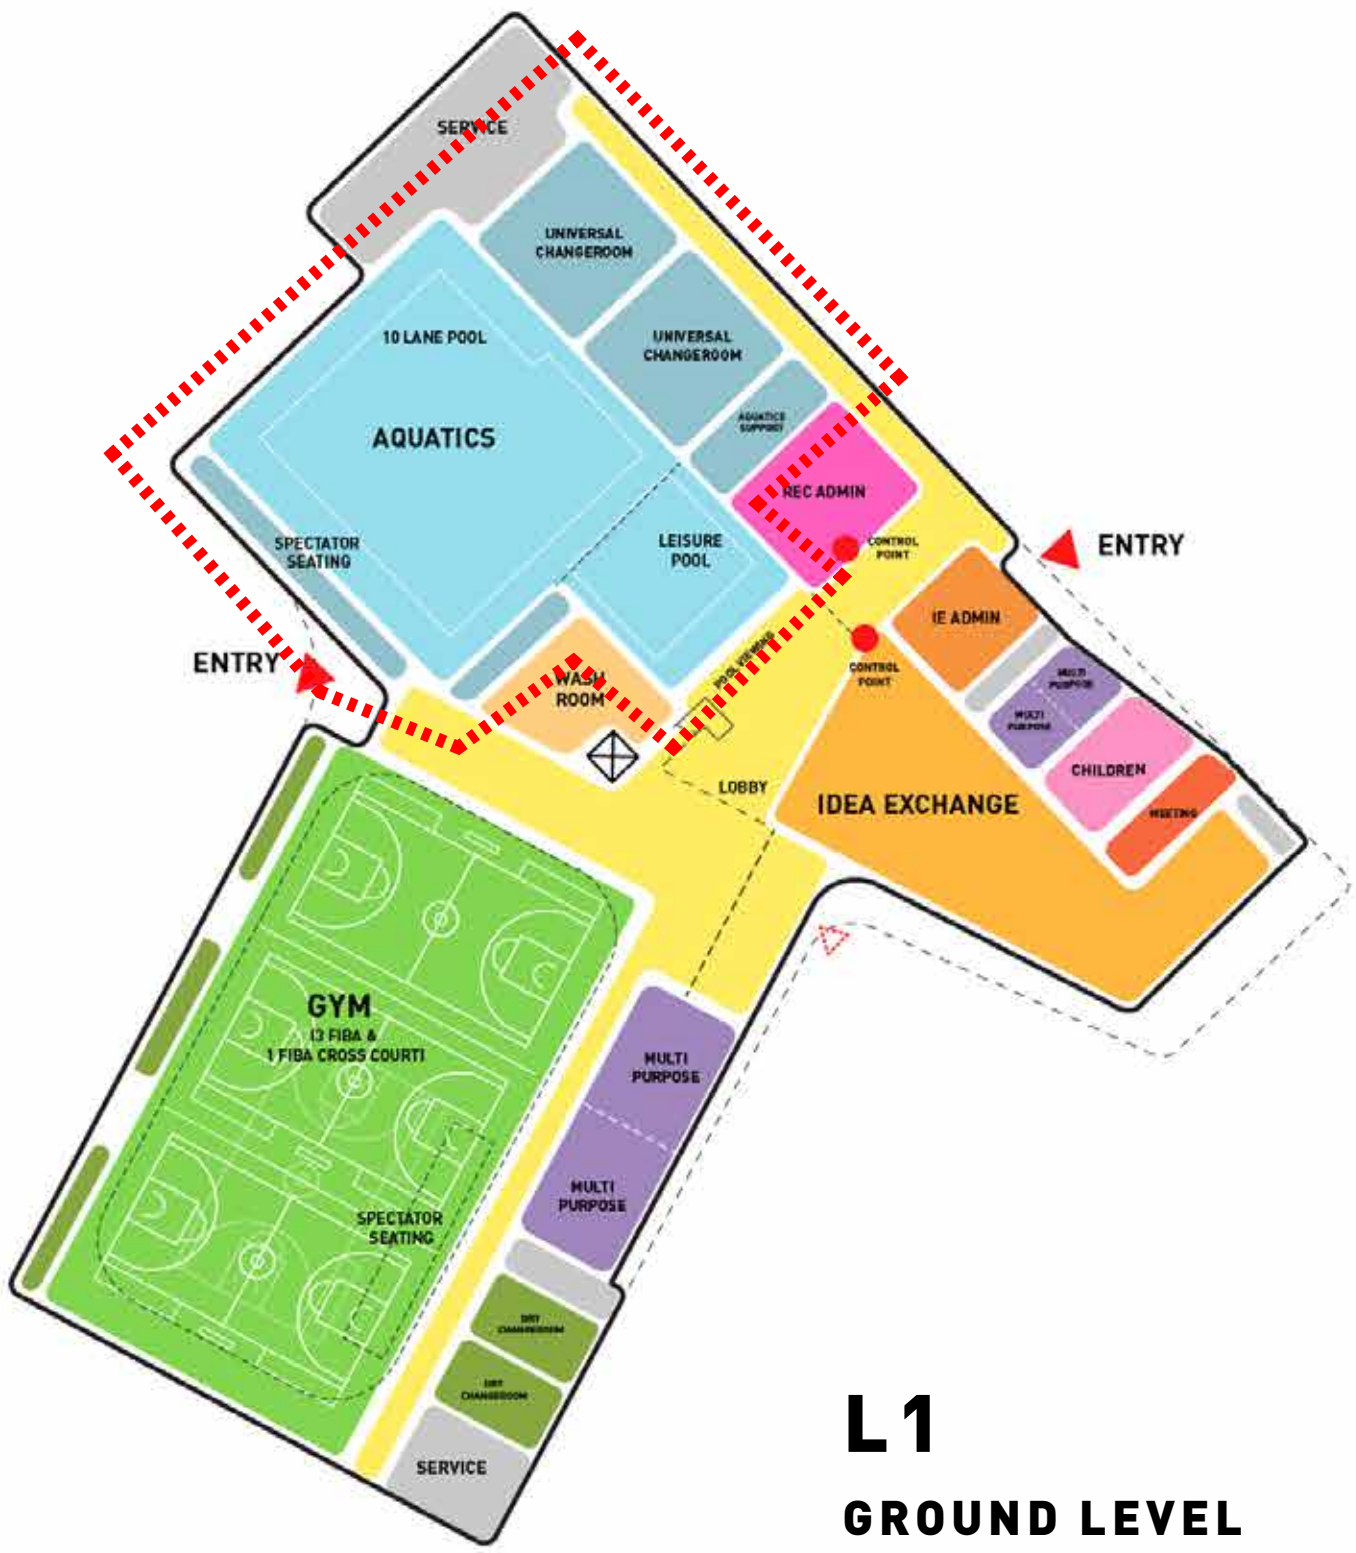 SERVICE
UNIVERSAL
CHANGEROOM
10 LANE POOL
UNIVERSAL
CHANGEROOM
AQUATICS
SUPPORT
AQUATICS
REC ADMIN
SPECTATOR
SEATING
LEISURE
POOL
CONTROL
POINT
ENTRY
IE ADMIN
ENTRY
WASH
ROOM
POOL VIEWING
CONTROL
POINT
MULTI
PURPOSE
MULTI
PURPOSE
CHILDREN
LOBBY
IDEA EXCHANGE
MEETING
GYM
(3 FIBA &
1 FIBA CROSS COURT)
MULTI
PURPOSE
MULTI
PURPOSE
SPECTATOR
SEATING
DRY
CHANGEROOM
DRY
CHANGEROOM
SERVICE
L1
GROUND LEVEL